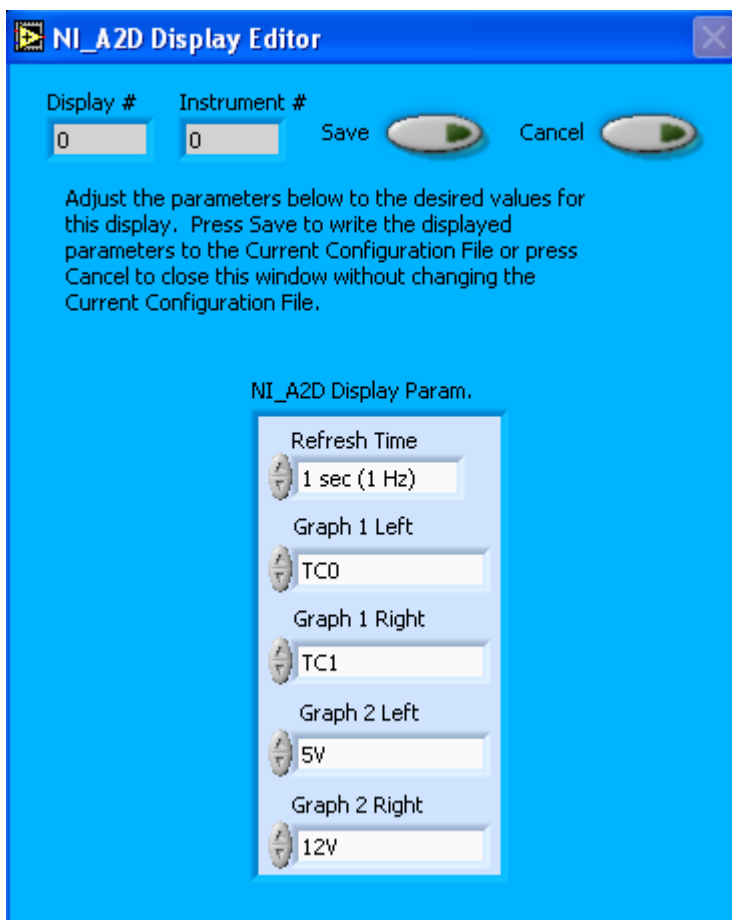 NI_A2D Display Editor
Display # Instrument #
0 0 Save Cancel
Adjust the parameters below to the desired values for
this display. Press Save to write the displayed
parameters to the Current Configuration File or press
Cancel to close this window without changing the
Current Configuration File.
NI_A2D Display Param.
Refresh Time
1 sec (1 Hz)
Graph 1 Left
TC0
Graph 1 Right
TC1
Graph 2 Left
5V
Graph 2 Right
12V